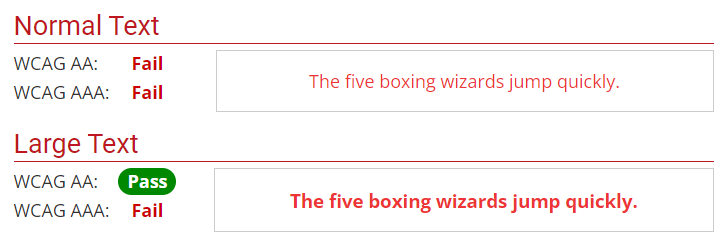 Normal Text
WCAG AA: Fail
WCAG AAA: Fail
The five boxing wizards jump quickly.
Large Text
WCAG AA: Pass
WCAG AAA: Fail
The five boxing wizards jump quickly.